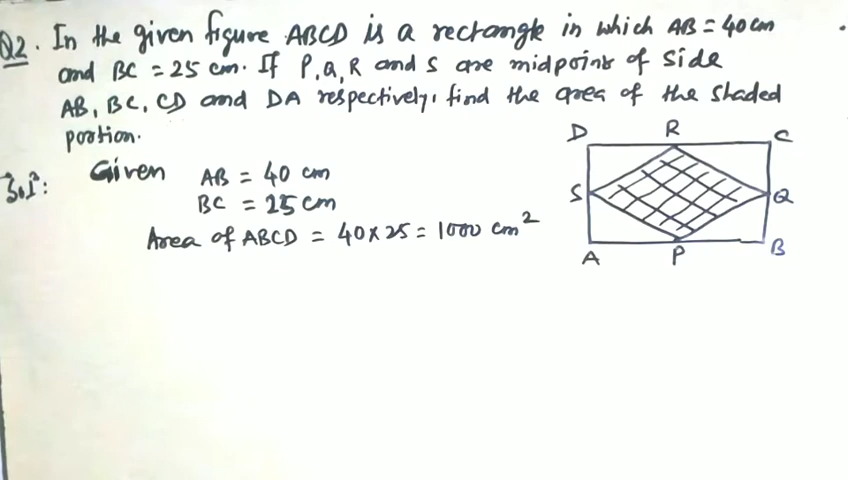 Q2. In the given figure ABCD is a rectangle in which AB = 40 cm
and BC = 25 cm. If P, Q, R and S are midpoint of side
AB, BC, CD and DA respectively, find the area of the shaded
portion.
Sol: Given AB = 40 cm
BC = 25 cm
Area of ABCD = 40 × 25 = 1000 cm²
D R C
S Q
A P B